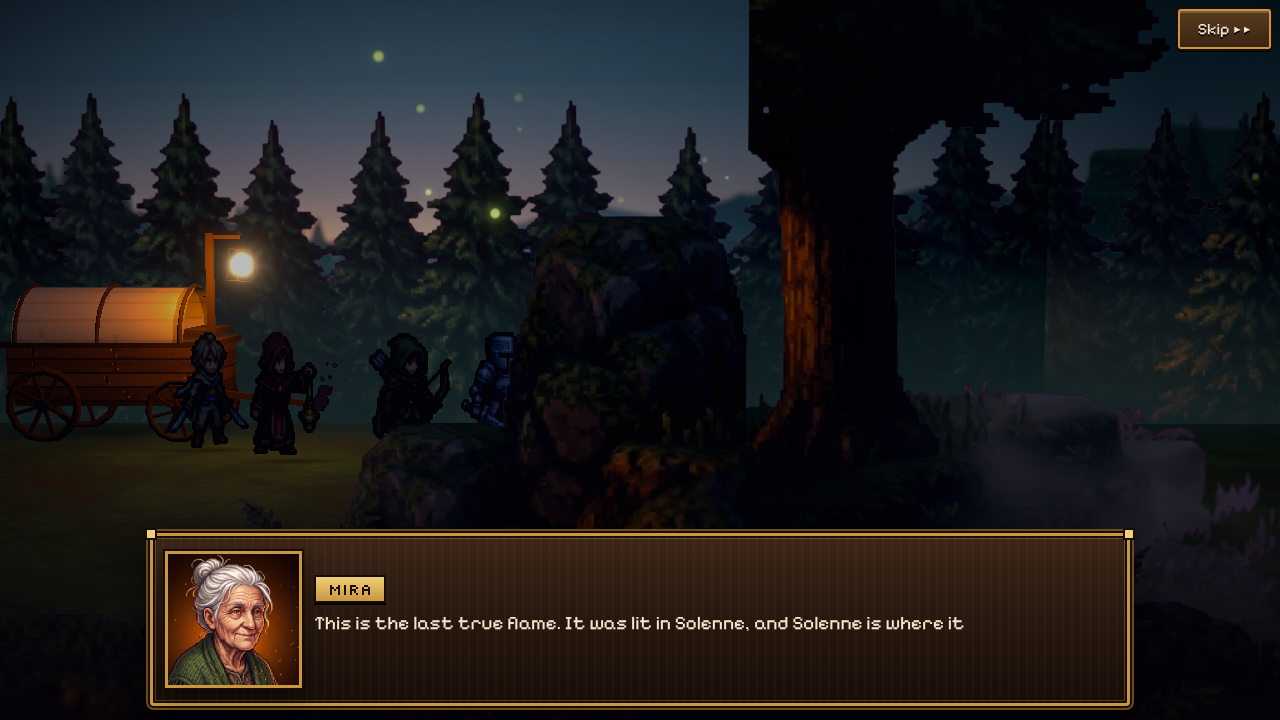 Skip ▸▸
MIRA
This is the last true flame. It was lit in Solenne, and Solenne is where it